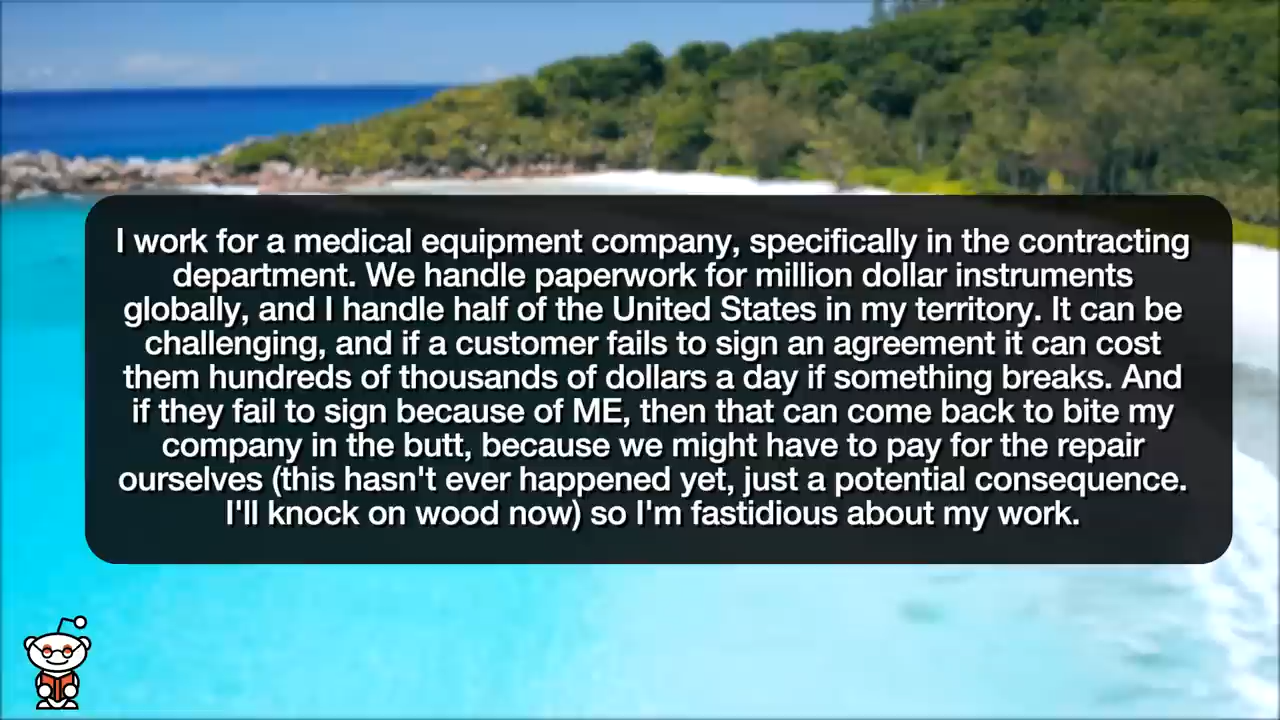 I work for a medical equipment company, specifically in the contracting
department. We handle paperwork for million dollar instruments
globally, and I handle half of the United States in my territory. It can be
challenging, and if a customer fails to sign an agreement it can cost
them hundreds of thousands of dollars a day if something breaks. And
if they fail to sign because of ME, then that can come back to bite my
company in the butt, because we might have to pay for the repair
ourselves (this hasn't ever happened yet, just a potential consequence.
I'll knock on wood now) so I'm fastidious about my work.